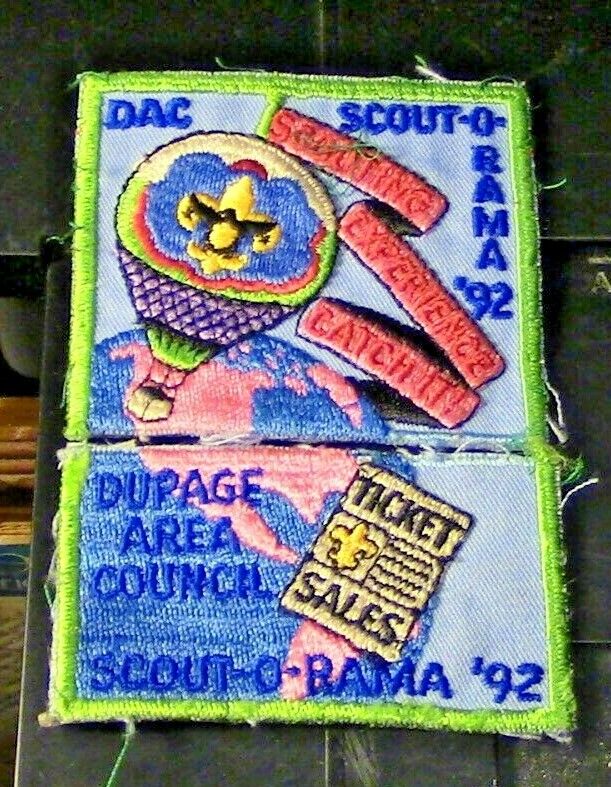 DAC SCOUT-O-
RAMA
'92
SCOUTING
EXPERIENCE
CATCH IT!
DUPAGE
AREA
COUNCIL
TICKET
SALES
SCOUT-O-RAMA '92